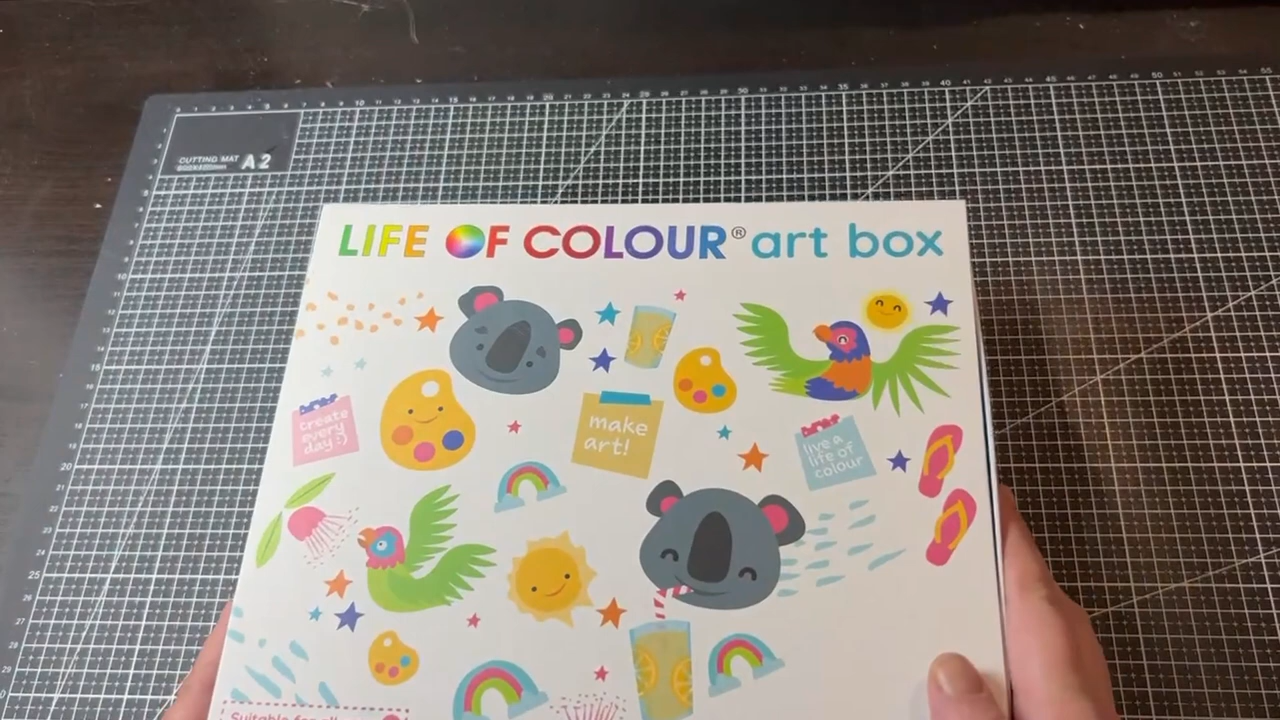 CUTTING MAT A2
LIFE OF COLOUR® art box
create
every
day :)
make
art!
live a
life of
colour